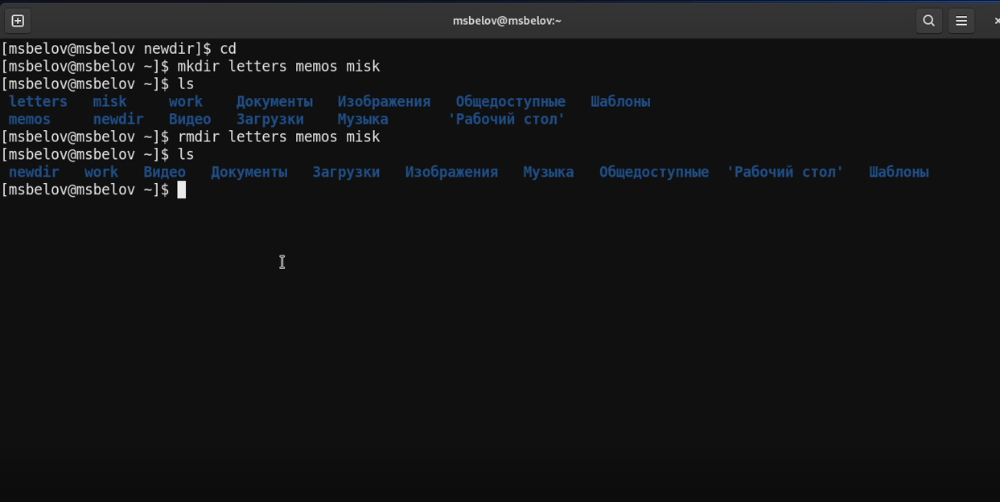 msbelov@msbelov:~
[msbelov@msbelov newdir]$ cd
[msbelov@msbelov ~]$ mkdir letters memos misk
[msbelov@msbelov ~]$ ls
letters misk work Документы Изображения Общедоступные Шаблоны
memos newdir Видео Загрузки Музыка 'Рабочий стол'
[msbelov@msbelov ~]$ rmdir letters memos misk
[msbelov@msbelov ~]$ ls
newdir work Видео Документы Загрузки Изображения Музыка Общедоступные 'Рабочий стол' Шаблоны
[msbelov@msbelov ~]$